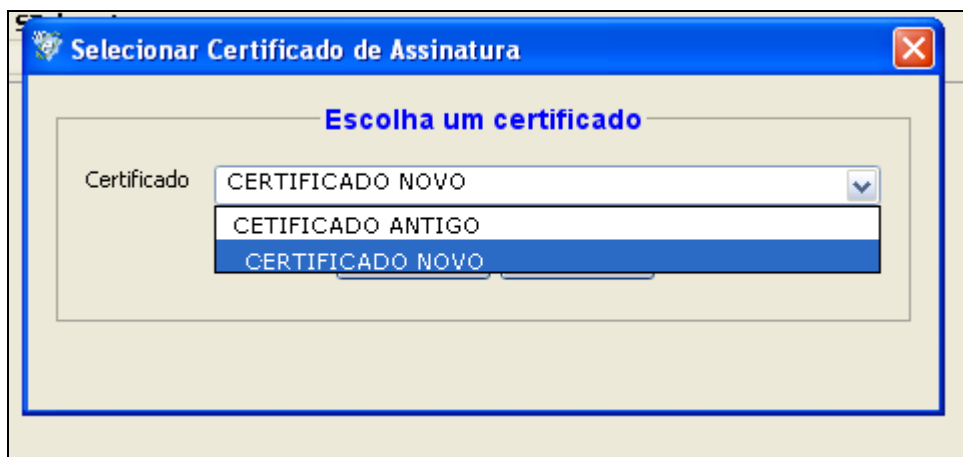 Selecionar Certificado de Assinatura
Escolha um certificado
Certificado
CERTIFICADO NOVO
CETIFICADO ANTIGO
CERTIFICADO NOVO